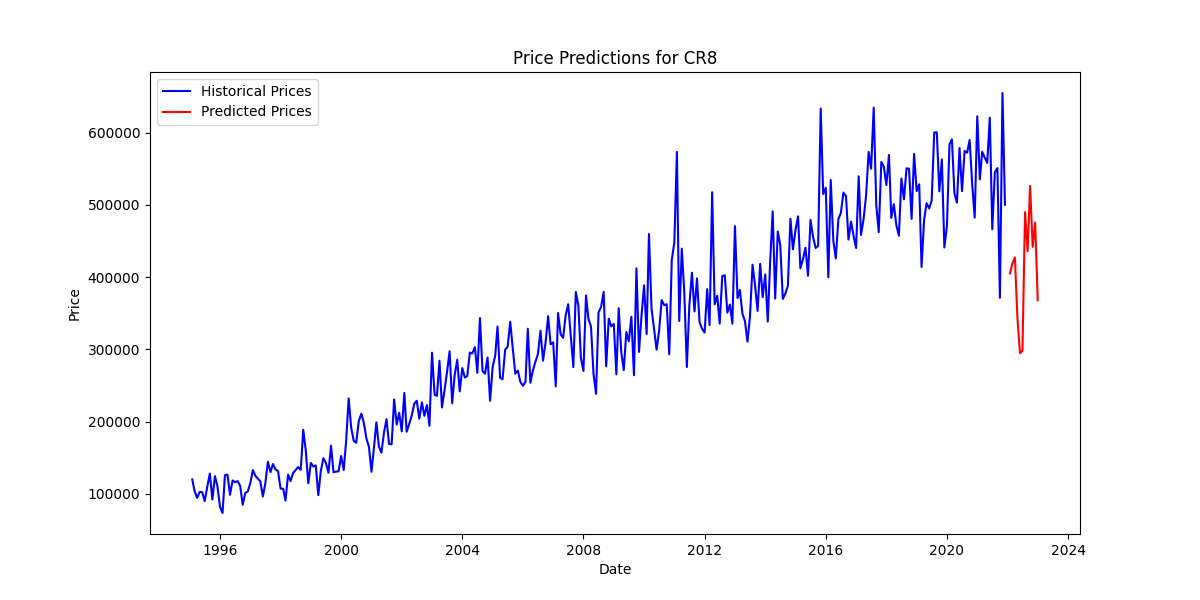 Price Predictions for CR8
Historical Prices
Predicted Prices
600000
500000
400000
300000
200000
100000
Price
1996 2000 2004 2008 2012 2016 2020 2024
Date